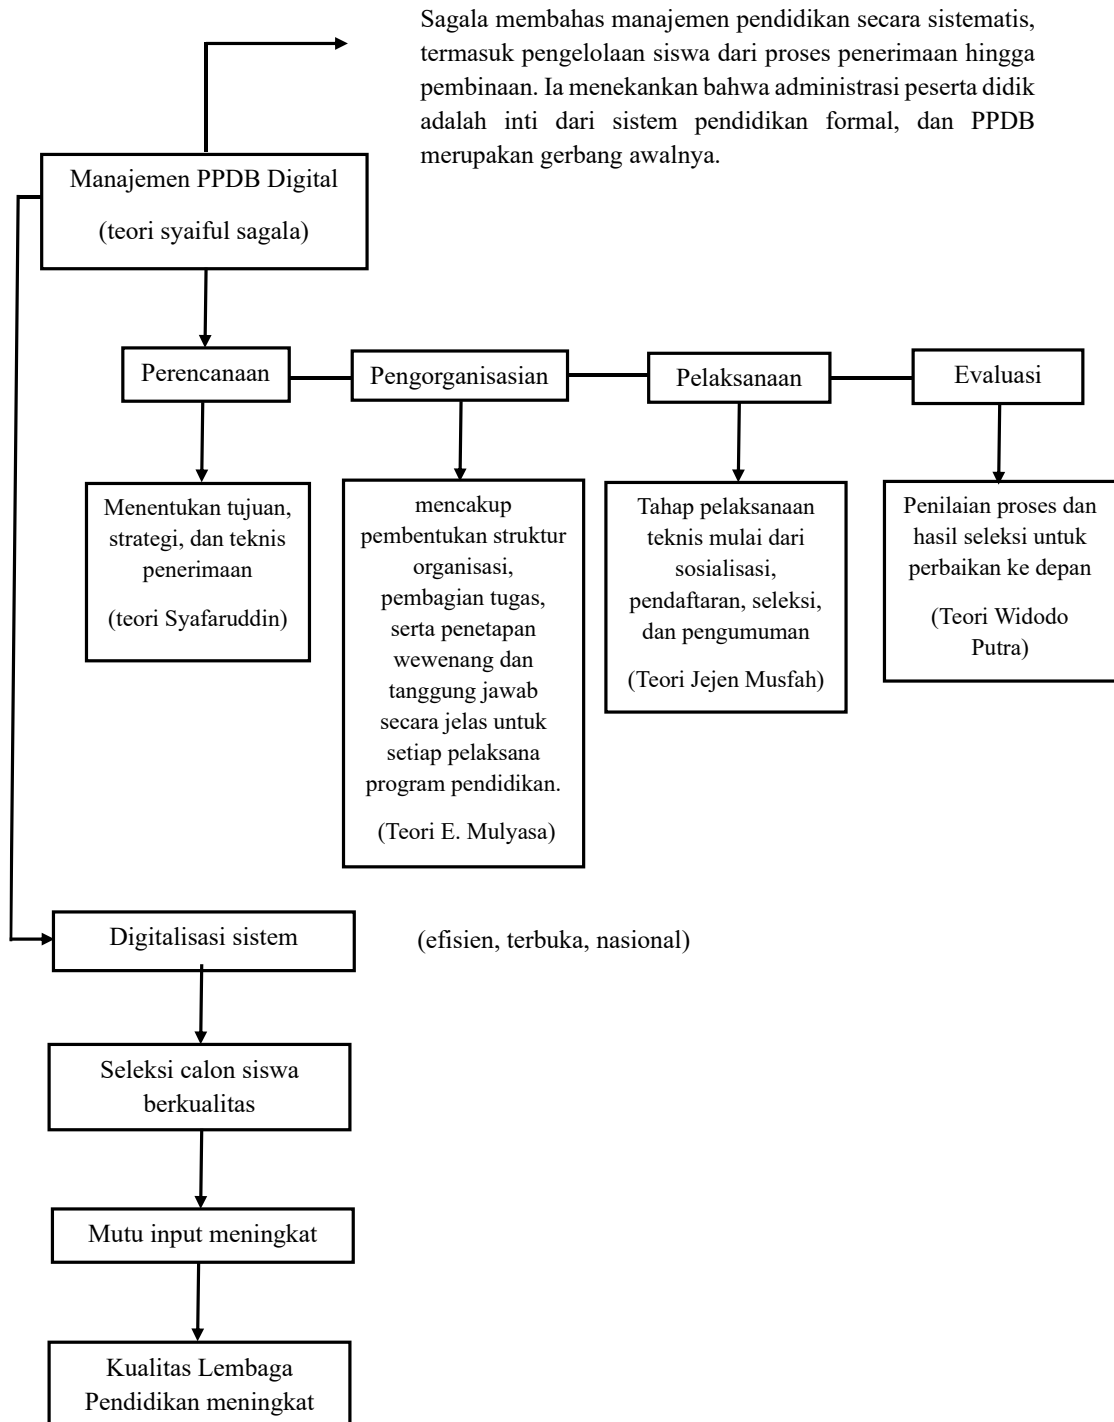 Sagala membahas manajemen pendidikan secara sistematis,
termasuk pengelolaan siswa dari proses penerimaan hingga
pembinaan. Ia menekankan bahwa administrasi peserta didik
adalah inti dari sistem pendidikan formal, dan PPDB
merupakan gerbang awalnya.
Manajemen PPDB Digital
(teori syaiful sagala)
Perencanaan
Pengorganisasian
Pelaksanaan
Evaluasi
Menentukan tujuan,
strategi, dan teknis
penerimaan
(teori Syafaruddin)
mencakup
pembentukan struktur
organisasi,
pembagian tugas,
serta penetapan
wewenang dan
tanggung jawab
secara jelas untuk
setiap pelaksana
program pendidikan.
(Teori E. Mulyasa)
Tahap pelaksanaan
teknis mulai dari
sosialisasi,
pendaftaran, seleksi,
dan pengumuman
(Teori Jejen Musfah)
Penilaian proses dan
hasil seleksi untuk
perbaikan ke depan
(Teori Widodo
Putra)
Digitalisasi sistem
(efisien, terbuka, nasional)
Seleksi calon siswa
berkualitas
Mutu input meningkat
Kualitas Lembaga
Pendidikan meningkat